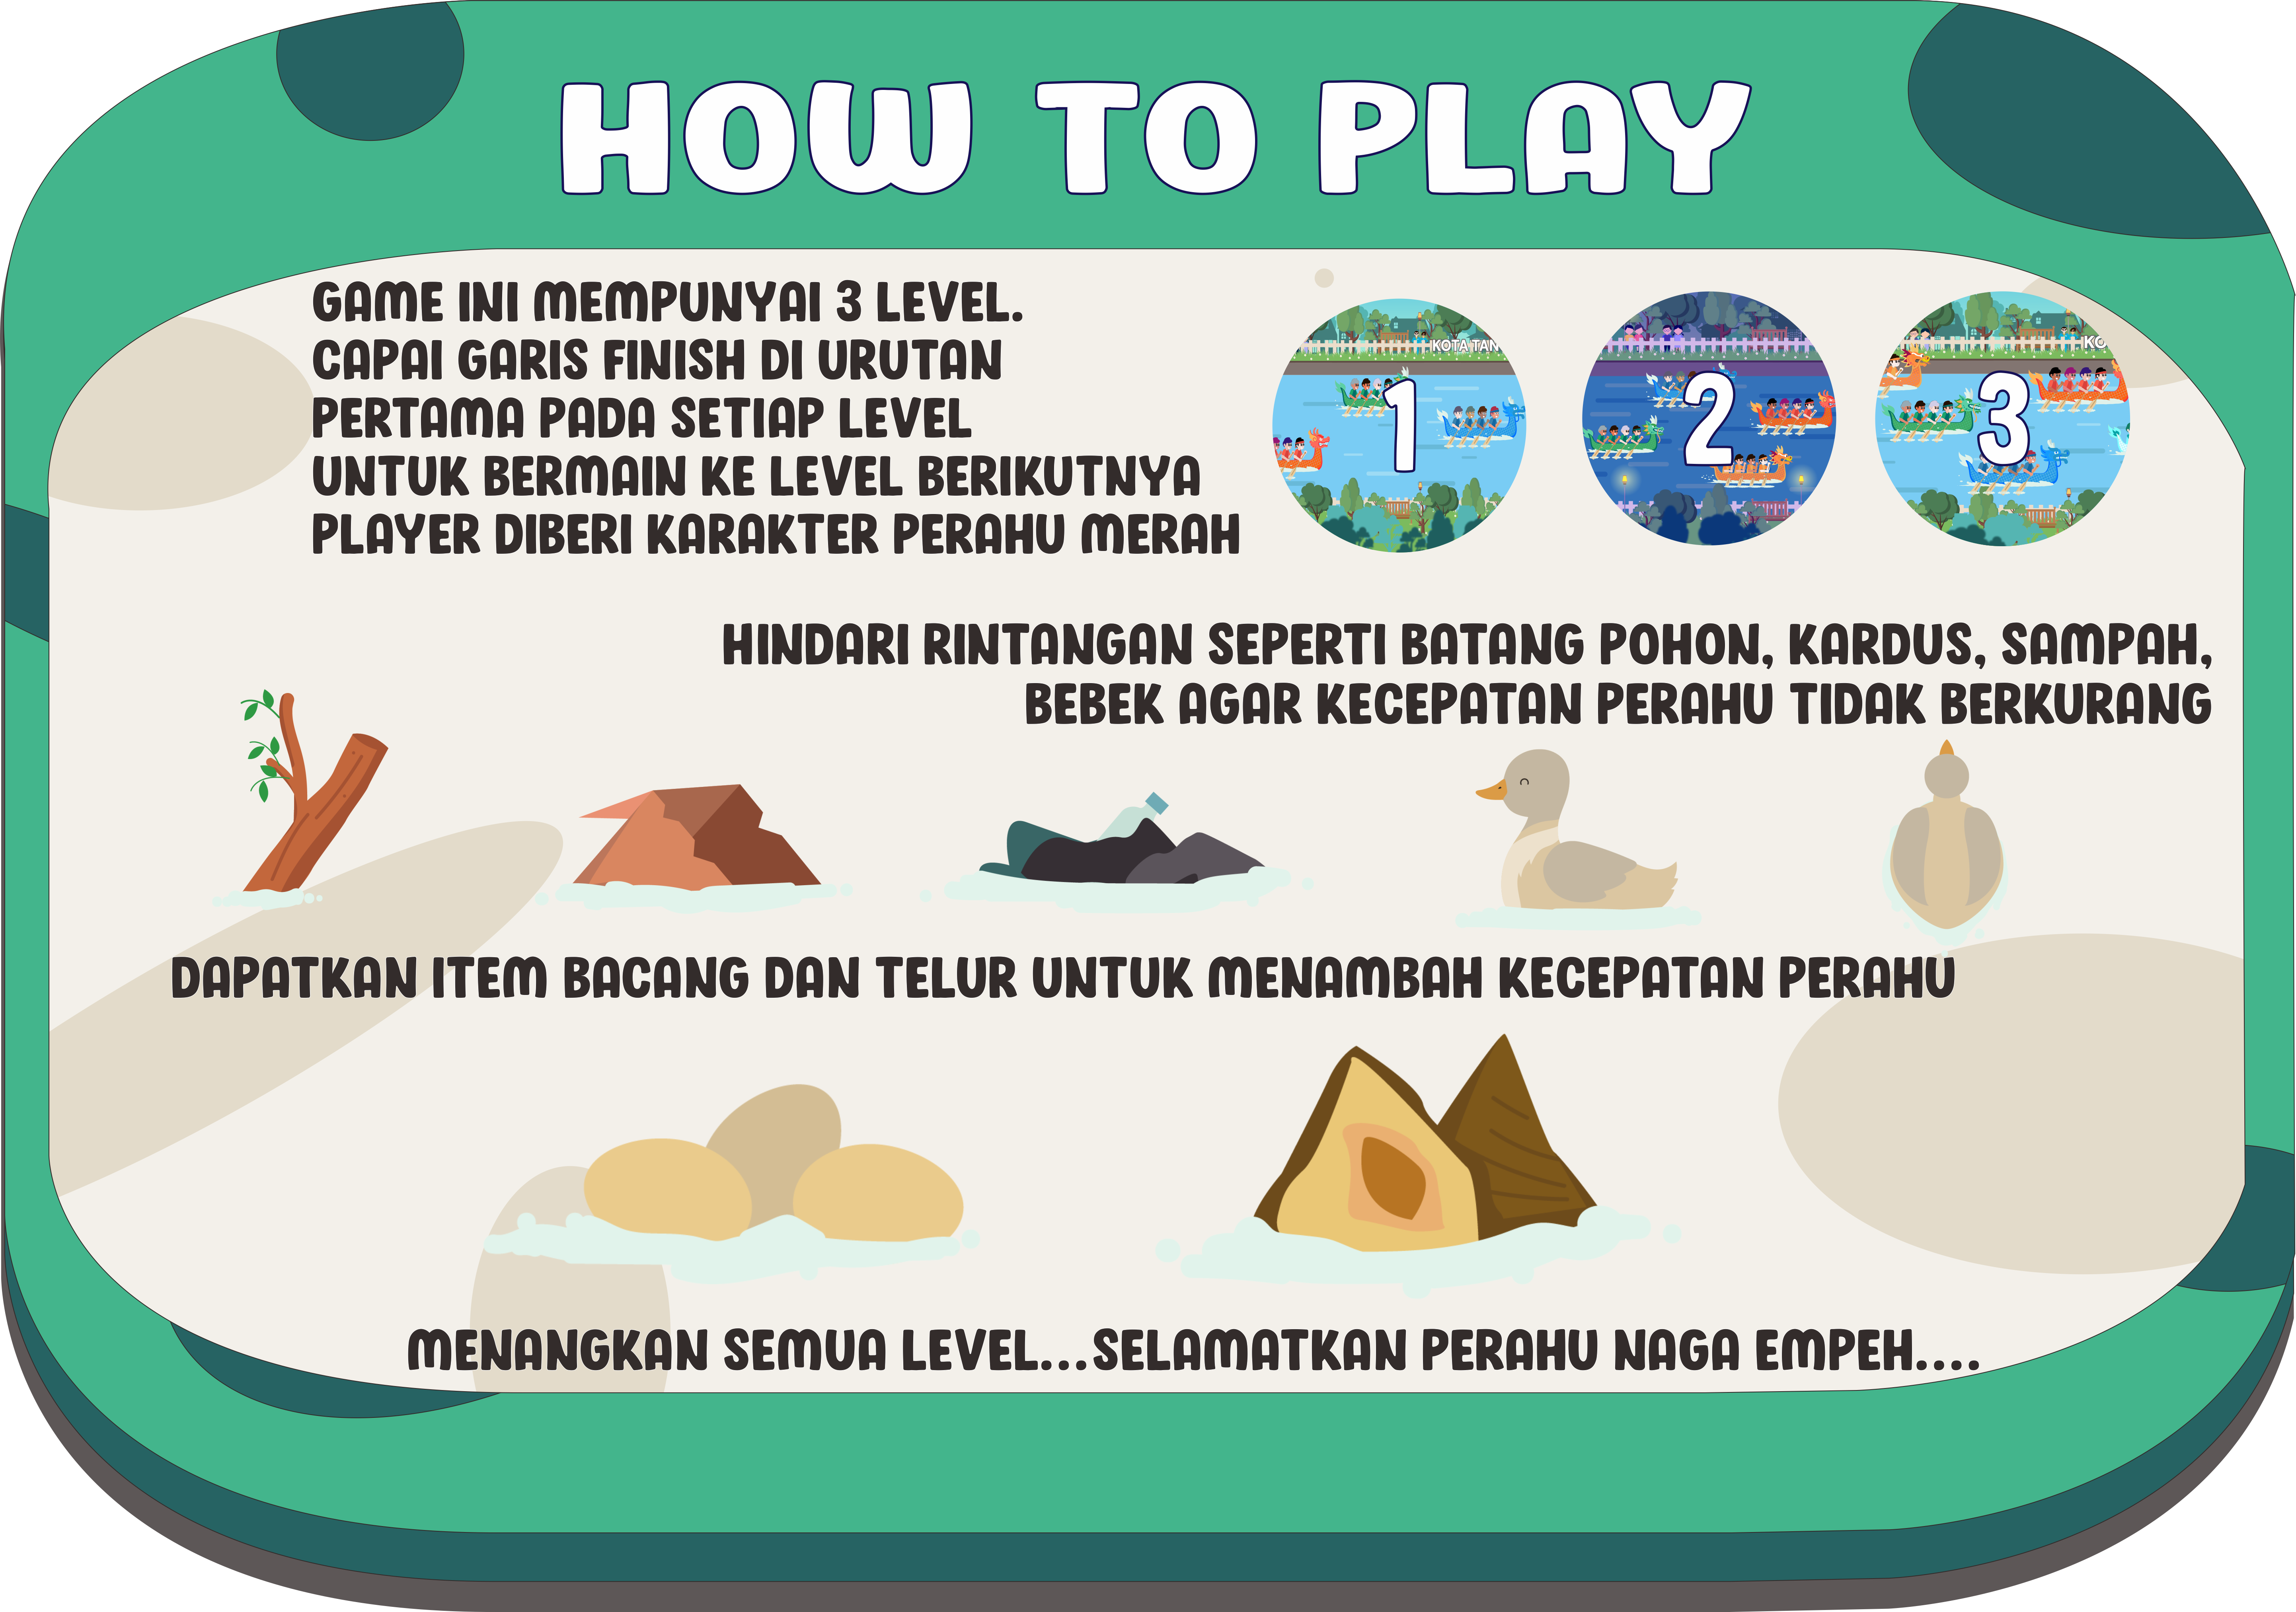 HOW TO PLAY
GAME INI MEMPUNYAI 3 LEVEL.
CAPAI GARIS FINISH DI URUTAN
PERTAMA PADA SETIAP LEVEL
UNTUK BERMAIN KE LEVEL BERIKUTNYA
PLAYER DIBERI KARAKTER PERAHU MERAH
KOTA TAN
1
2
KO
3
HINDARI RINTANGAN SEPERTI BATANG POHON, KARDUS, SAMPAH,
BEBEK AGAR KECEPATAN PERAHU TIDAK BERKURANG
DAPATKAN ITEM BACANG DAN TELUR UNTUK MENAMBAH KECEPATAN PERAHU
MENANGKAN SEMUA LEVEL...SELAMATKAN PERAHU NAGA EMPEH....